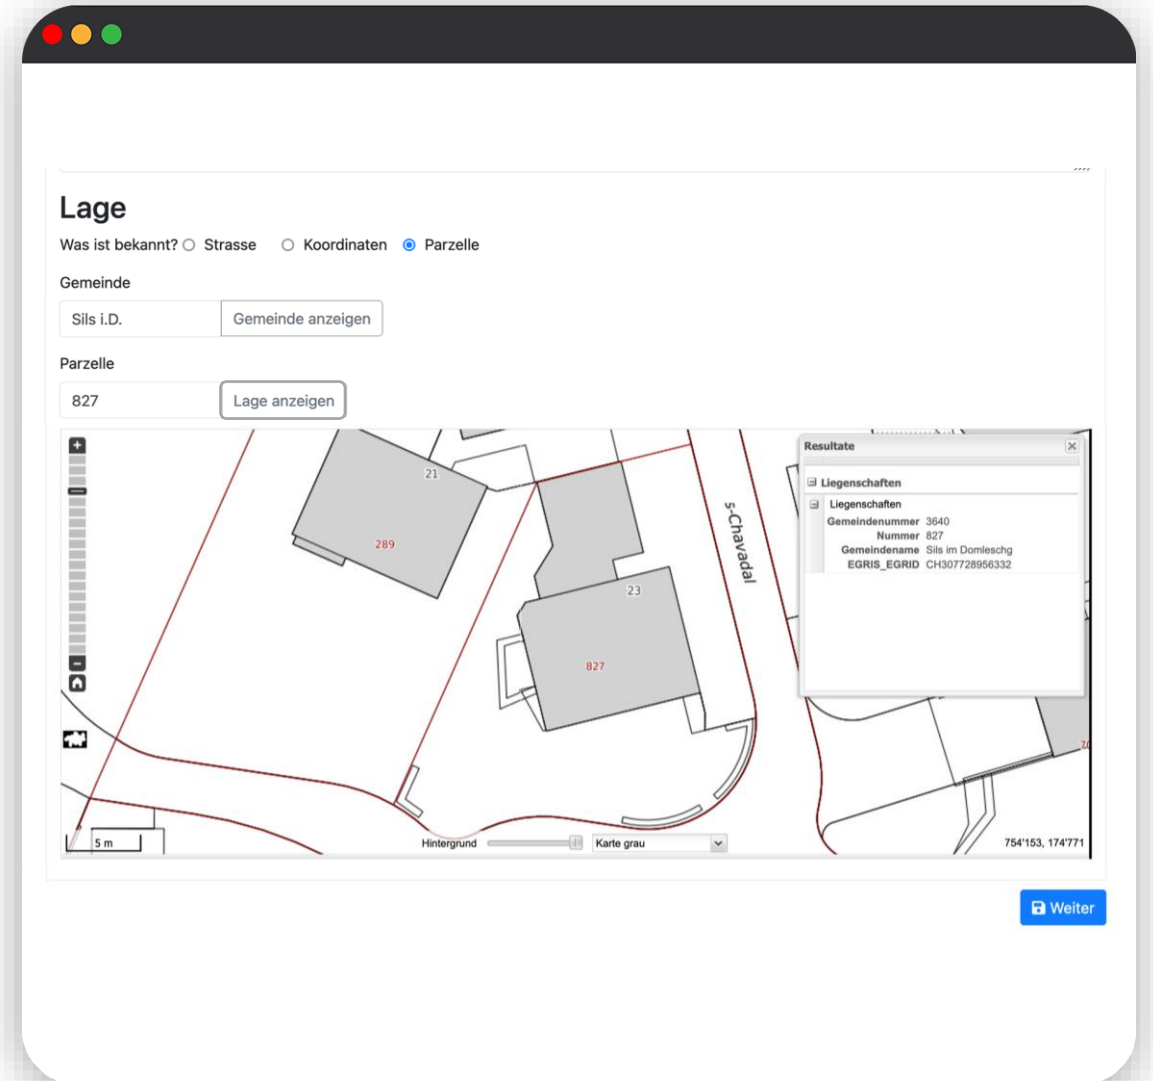 Lage
Was ist bekannt? Strasse Koordinaten Parzelle
Gemeinde
Sils i.D. Gemeinde anzeigen
Parzelle
827 Lage anzeigen
Resultate
Liegenschaften
Liegenschaften
Gemeindenummer 3640
Nummer 827
Gemeindename Sils im Domleschg
EGRIS_EGRID CH307728956332
21
289
s-Chavadal
23
827
5 m
Hintergrund Karte grau
754'153, 174'771
Weiter